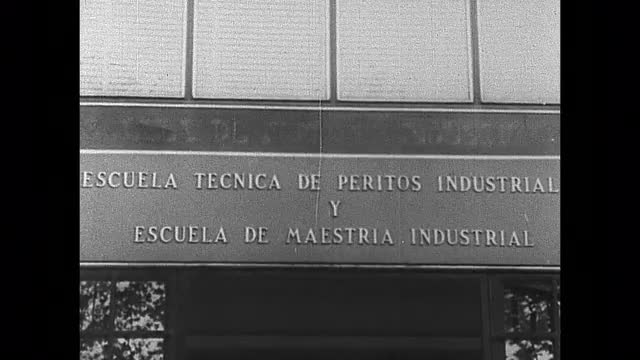 ESCUELA TECNICA DE PERITOS INDUSTRIAL
Y
ESCUELA DE MAESTRIA INDUSTRIAL